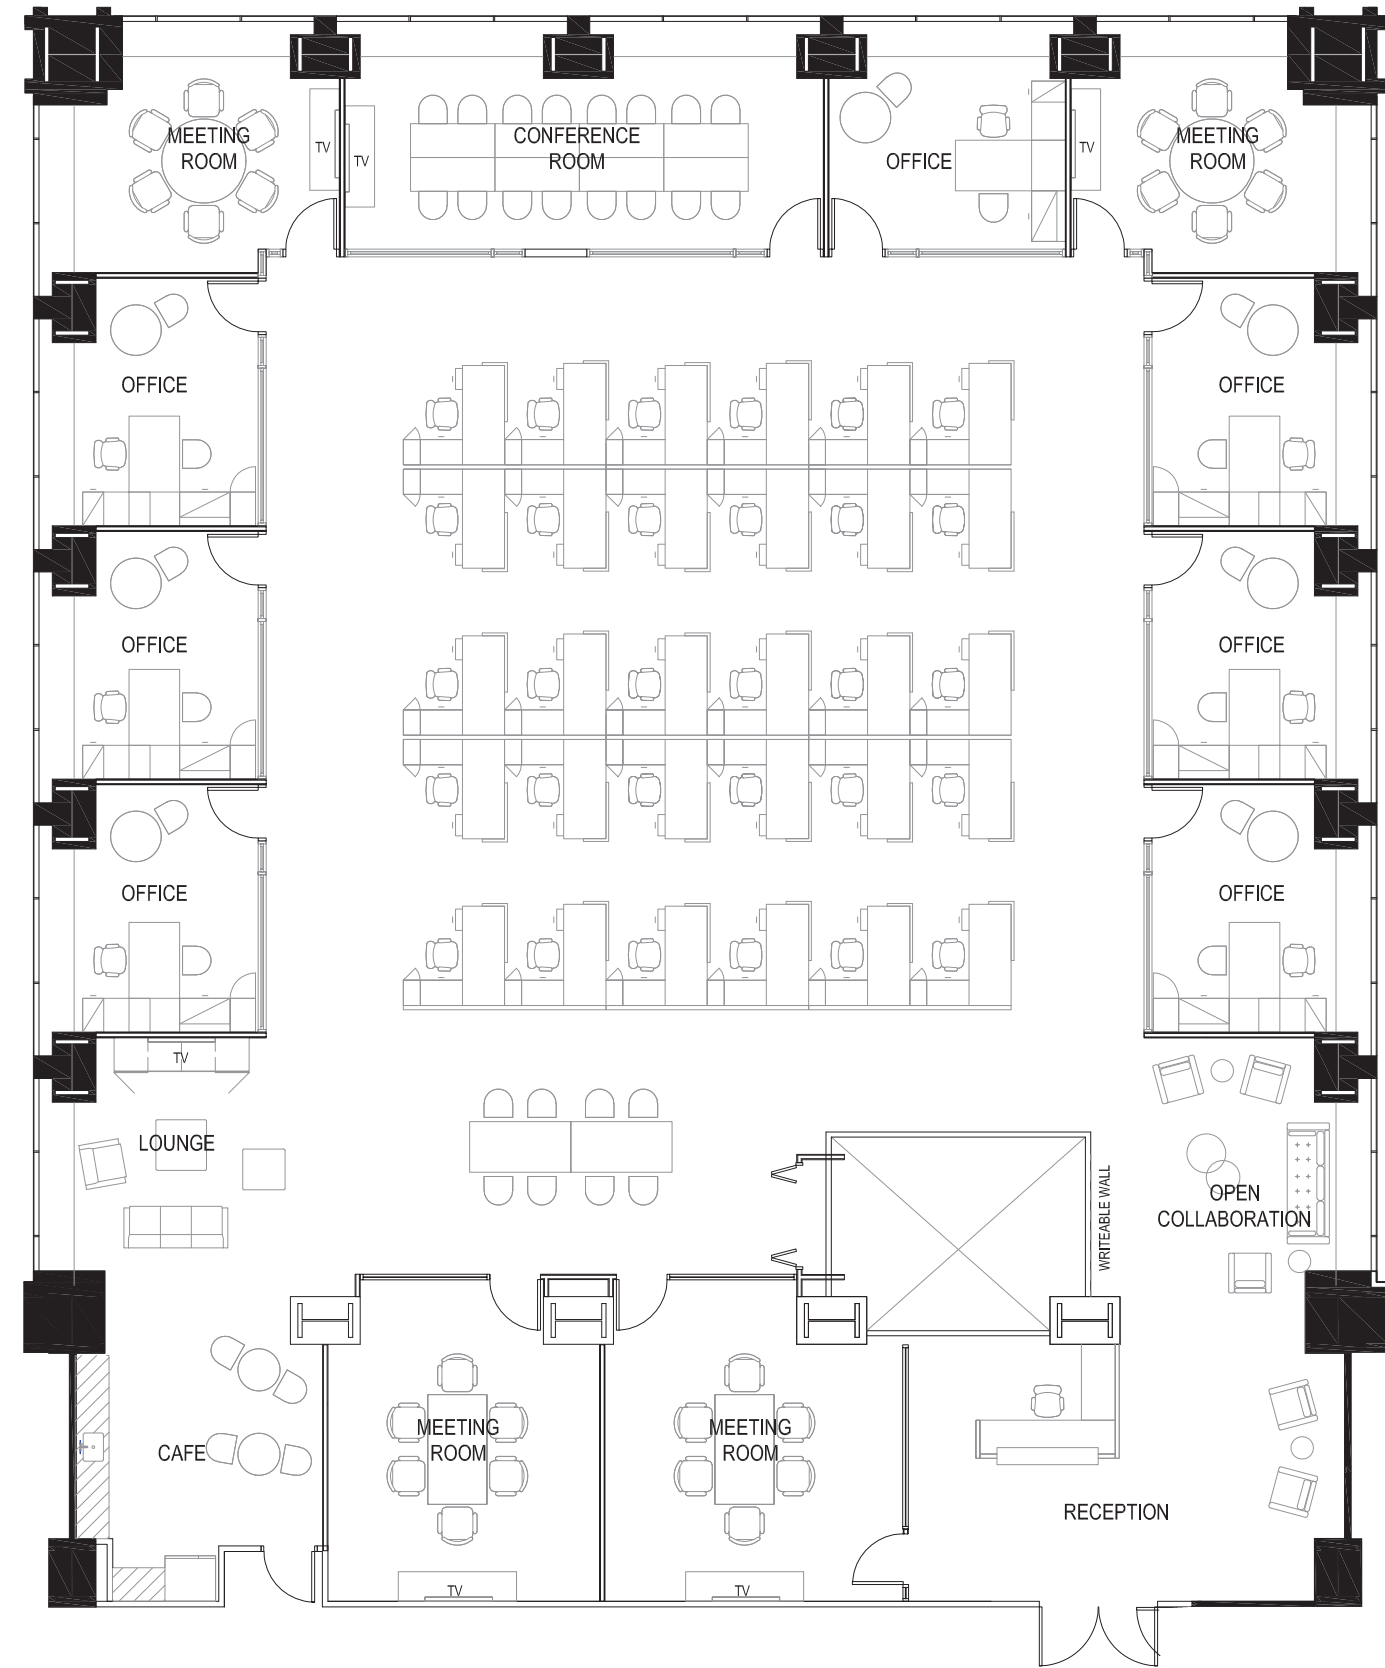 MEETING
ROOM
TV
TV
CONFERENCE
ROOM
OFFICE
TV
MEETING
ROOM
OFFICE
OFFICE
OFFICE
OFFICE
OFFICE
OFFICE
TV
LOUNGE
WRITEABLE WALL
OPEN
COLLABORATION
CAFE
MEETING
ROOM
MEETING
ROOM
RECEPTION
TV
TV